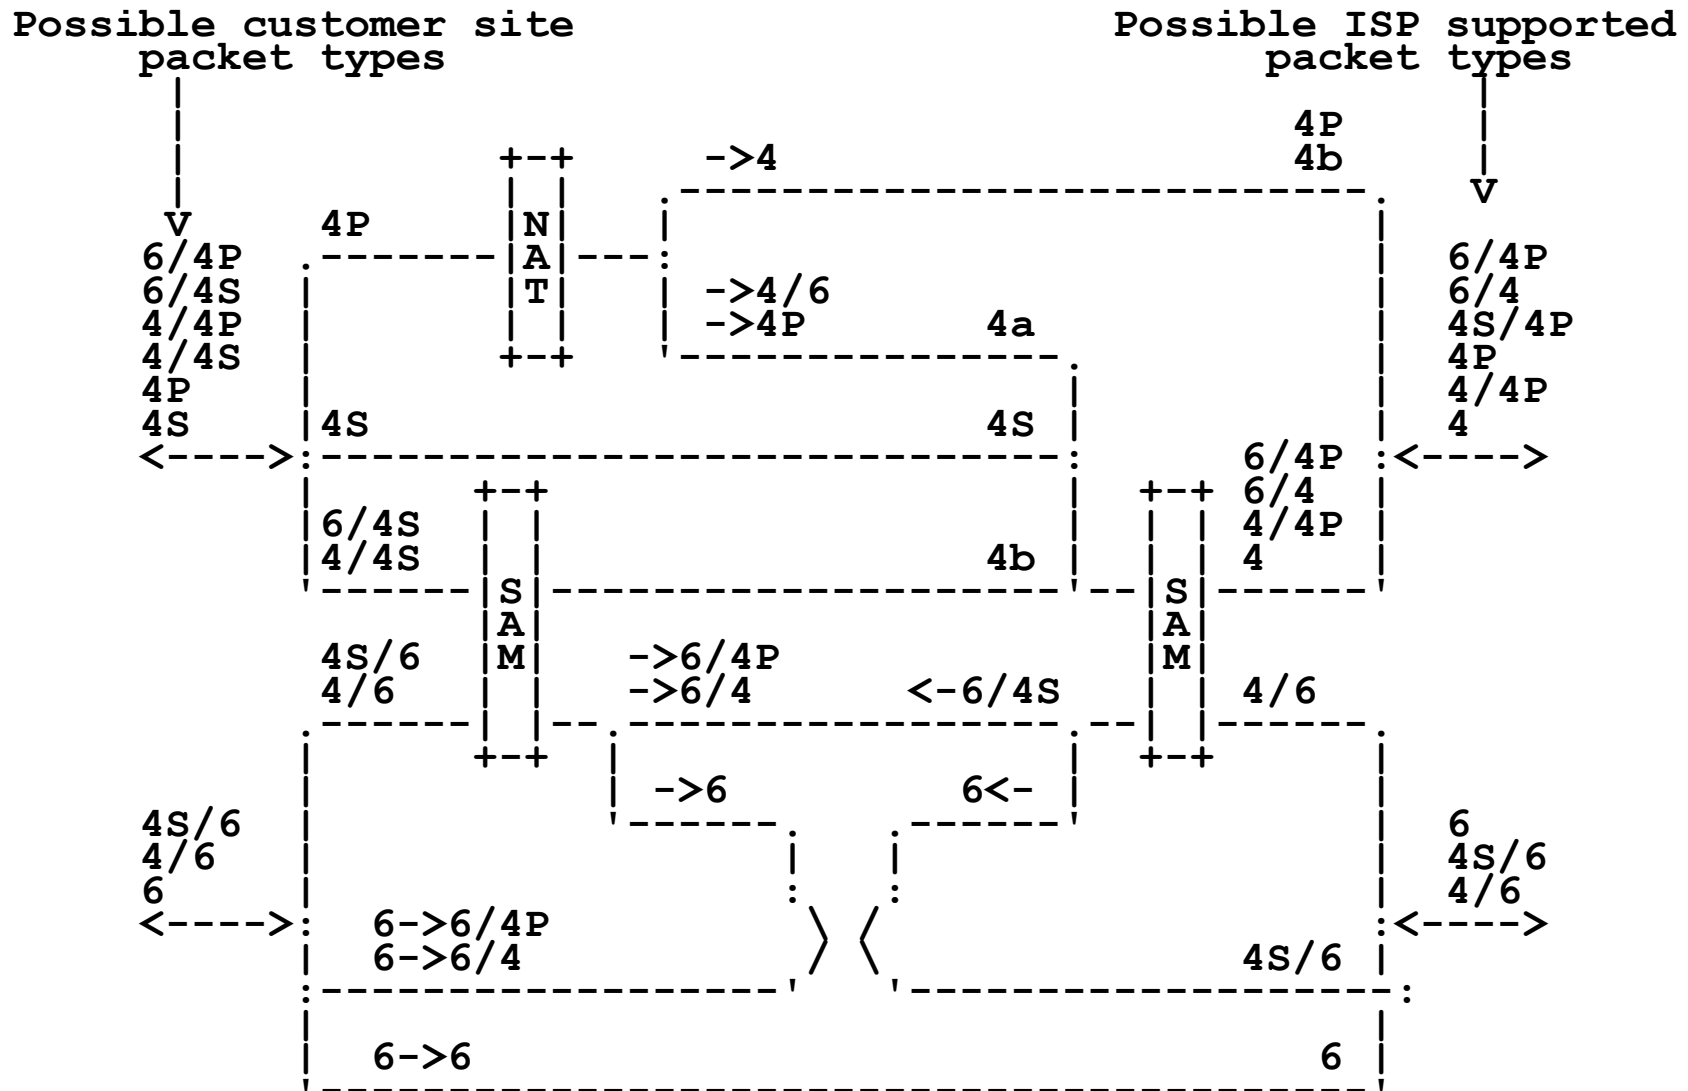 Possible customer site Possible ISP supported
packet types packet types
4P
->4 4b
V
V 4P N
6/4P A 6/4P
6/4S T ->4/6 6/4
4/4P ->4P 4a 4S/4P
4/4S 4P
4P 4/4P
4S 4S 4S 4
<----> 6/4P <---->
6/4
6/4S 4/4P
4/4S 4b 4
S S
A A
4S/6 M ->6/4P M
4/6 ->6/4 <-6/4S 4/6
->6 6<-
4S/6 6
4/6 4S/6
6 4/6
<----> 6->6/4P <---->
6->6/4 4S/6
6->6 6